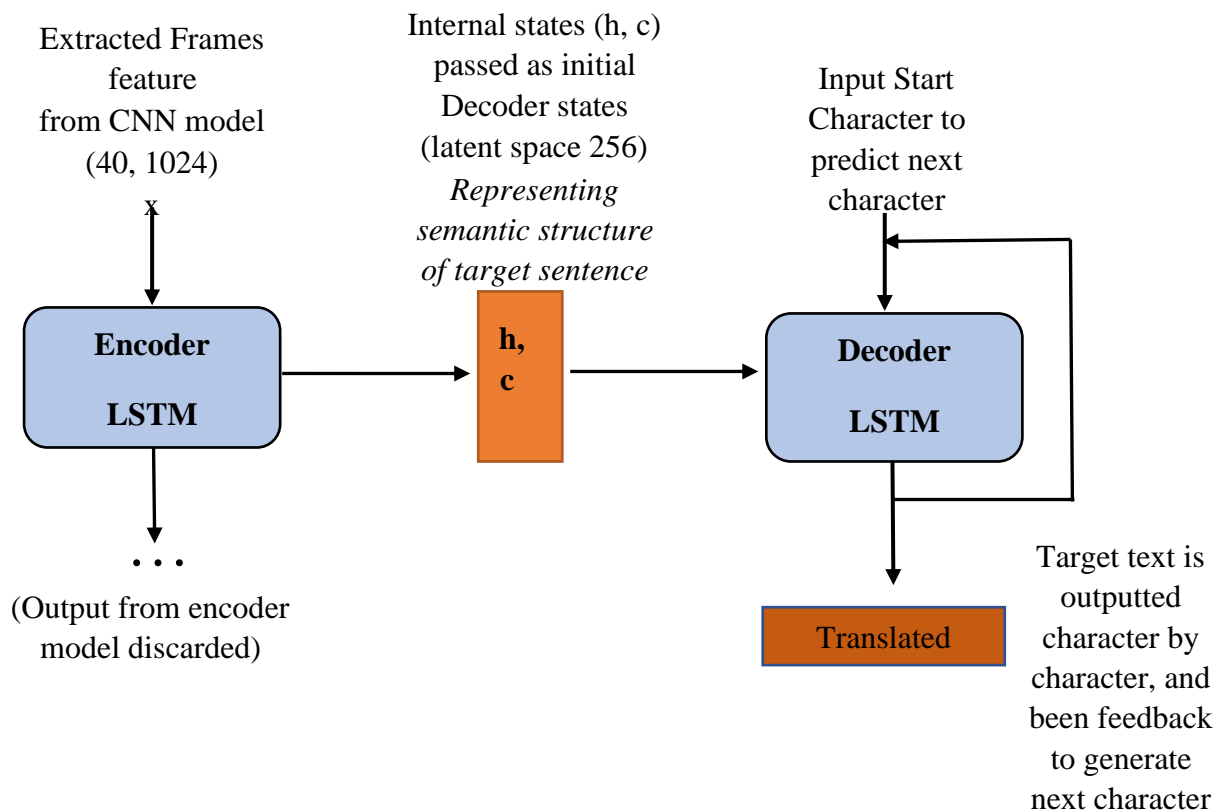 Extracted Frames
feature
from CNN model
(40, 1024)
x
Encoder
LSTM
. . .
(Output from encoder
model discarded)
Internal states (h, c)
passed as initial
Decoder states
(latent space 256)
Representing
semantic structure
of target sentence
h,
c
Input Start
Character to
predict next
character
Decoder
LSTM
Translated
Target text is
outputted
character by
character, and
been feedback
to generate
next character